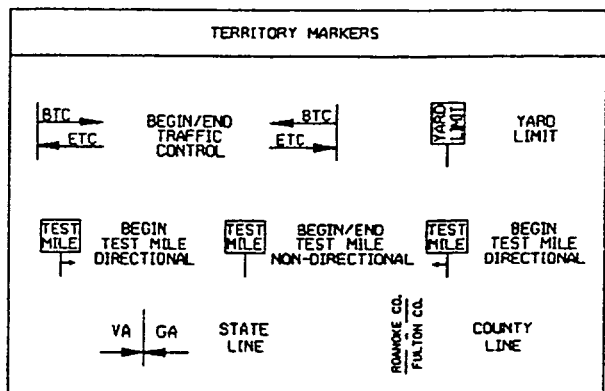 TERRITORY MARKERS
BTC
ETC
BEGIN/END
TRAFFIC
CONTROL
BTC
ETC
YARD
LIMIT
YARD
LIMIT
TEST
MILE
BEGIN
TEST MILE
DIRECTIONAL
TEST
MILE
BEGIN/END
TEST MILE
NON-DIRECTIONAL
TEST
MILE
BEGIN
TEST MILE
DIRECTIONAL
VA
GA
STATE
LINE
ROANOKE CO.
FULTON CO.
COUNTY
LINE